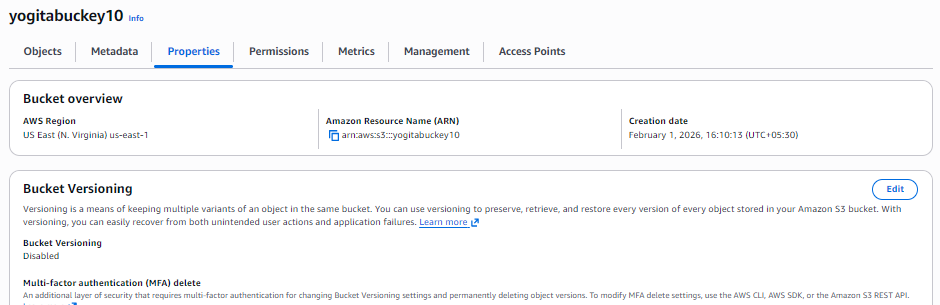 yogitabuckey10 Info
Objects Metadata Properties Permissions Metrics Management Access Points
Bucket overview
AWS Region Amazon Resource Name (ARN) Creation date
US East (N. Virginia) us-east-1 arn:aws:s3:::yogitabuckey10 February 1, 2026, 16:10:13 (UTC+05:30)
Bucket Versioning Edit
Versioning is a means of keeping multiple variants of an object in the same bucket. You can use versioning to preserve, retrieve, and restore every version of every object stored in your Amazon S3 bucket. With
versioning, you can easily recover from both unintended user actions and application failures. Learn more
Bucket Versioning
Disabled
Multi-factor authentication (MFA) delete
An additional layer of security that requires multi-factor authentication for changing Bucket Versioning settings and permanently deleting object versions. To modify MFA delete settings, use the AWS CLI, AWS SDK, or the Amazon S3 REST API.